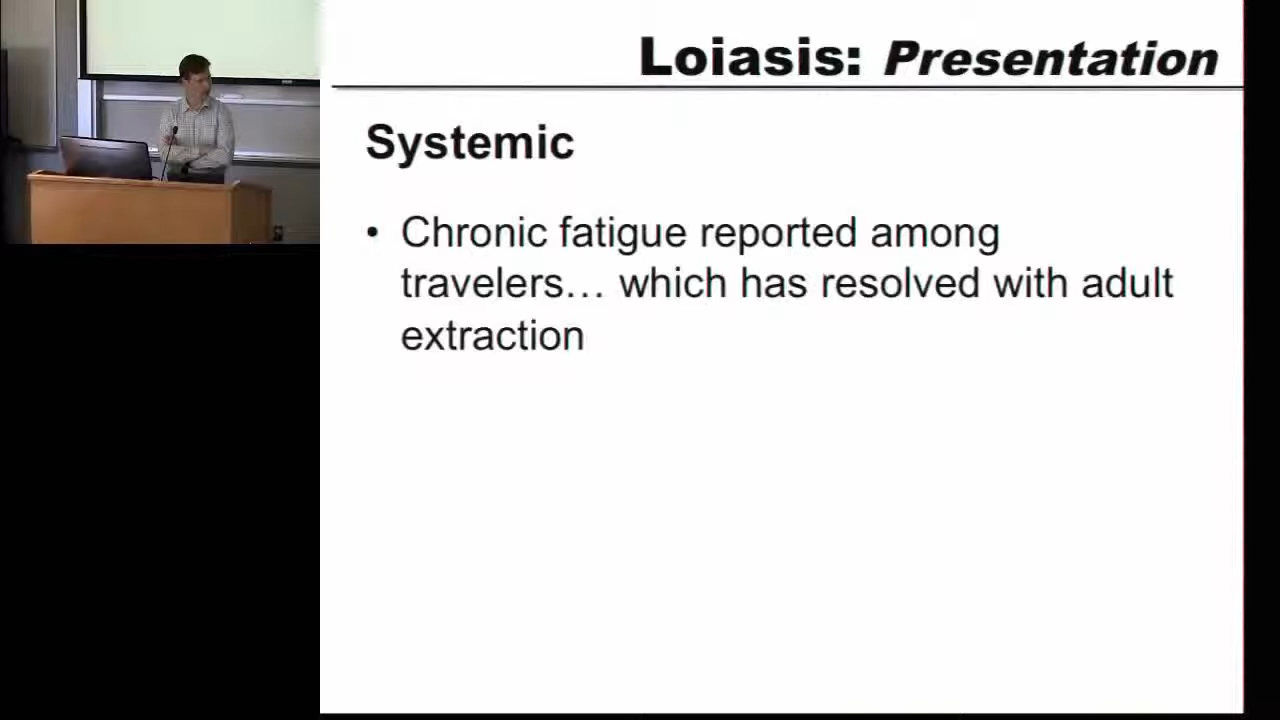 Loiasis: Presentation
Systemic
• Chronic fatigue reported among
travelers… which has resolved with adult
extraction